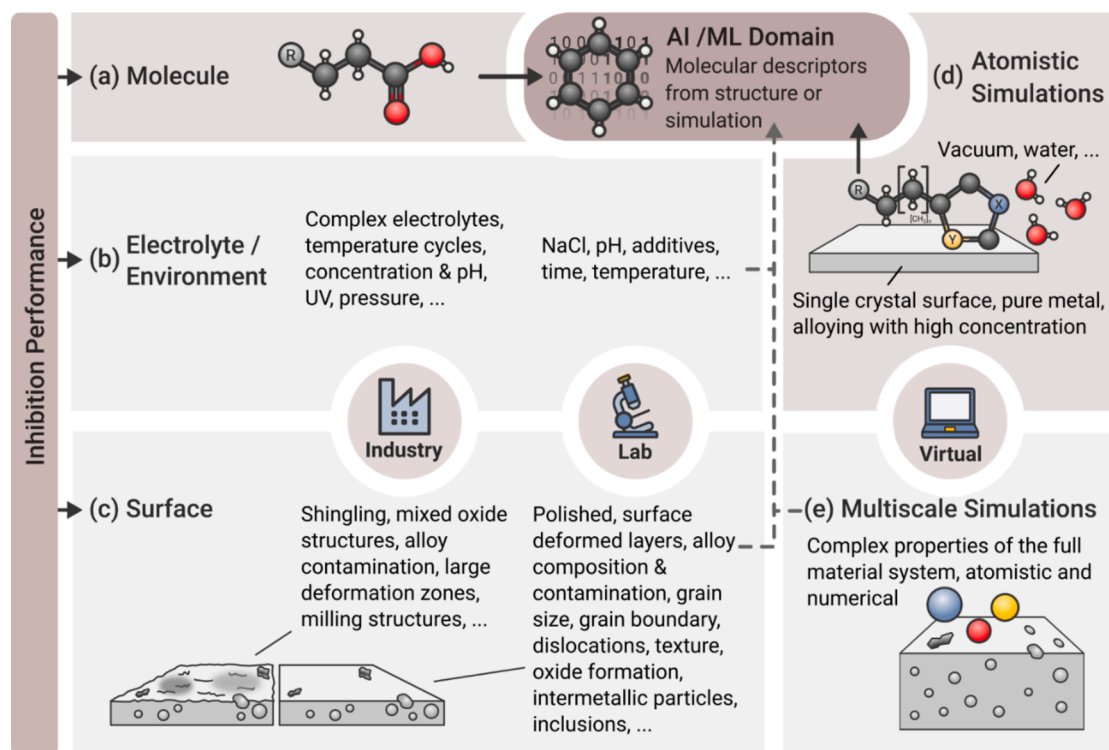 Inhibition Performance
(a) Molecule
R
AI /ML Domain
Molecular descriptors
from structure or
simulation
(d) Atomistic
Simulations
Vacuum, water, ...
R
X
Y
Single crystal surface, pure metal,
alloying with high concentration
(b) Electrolyte /
Environment
Complex electrolytes,
temperature cycles,
concentration & pH,
UV, pressure, ...
NaCl, pH, additives,
time, temperature, ...
Industry
Lab
Virtual
(c) Surface
Shingling, mixed oxide
structures, alloy
contamination, large
deformation zones,
milling structures, ...
Polished, surface
deformed layers, alloy
composition &
contamination, grain
size, grain boundary,
dislocations, texture,
oxide formation,
intermetallic particles,
inclusions, ...
(e) Multiscale Simulations
Complex properties of the full
material system, atomistic and
numerical